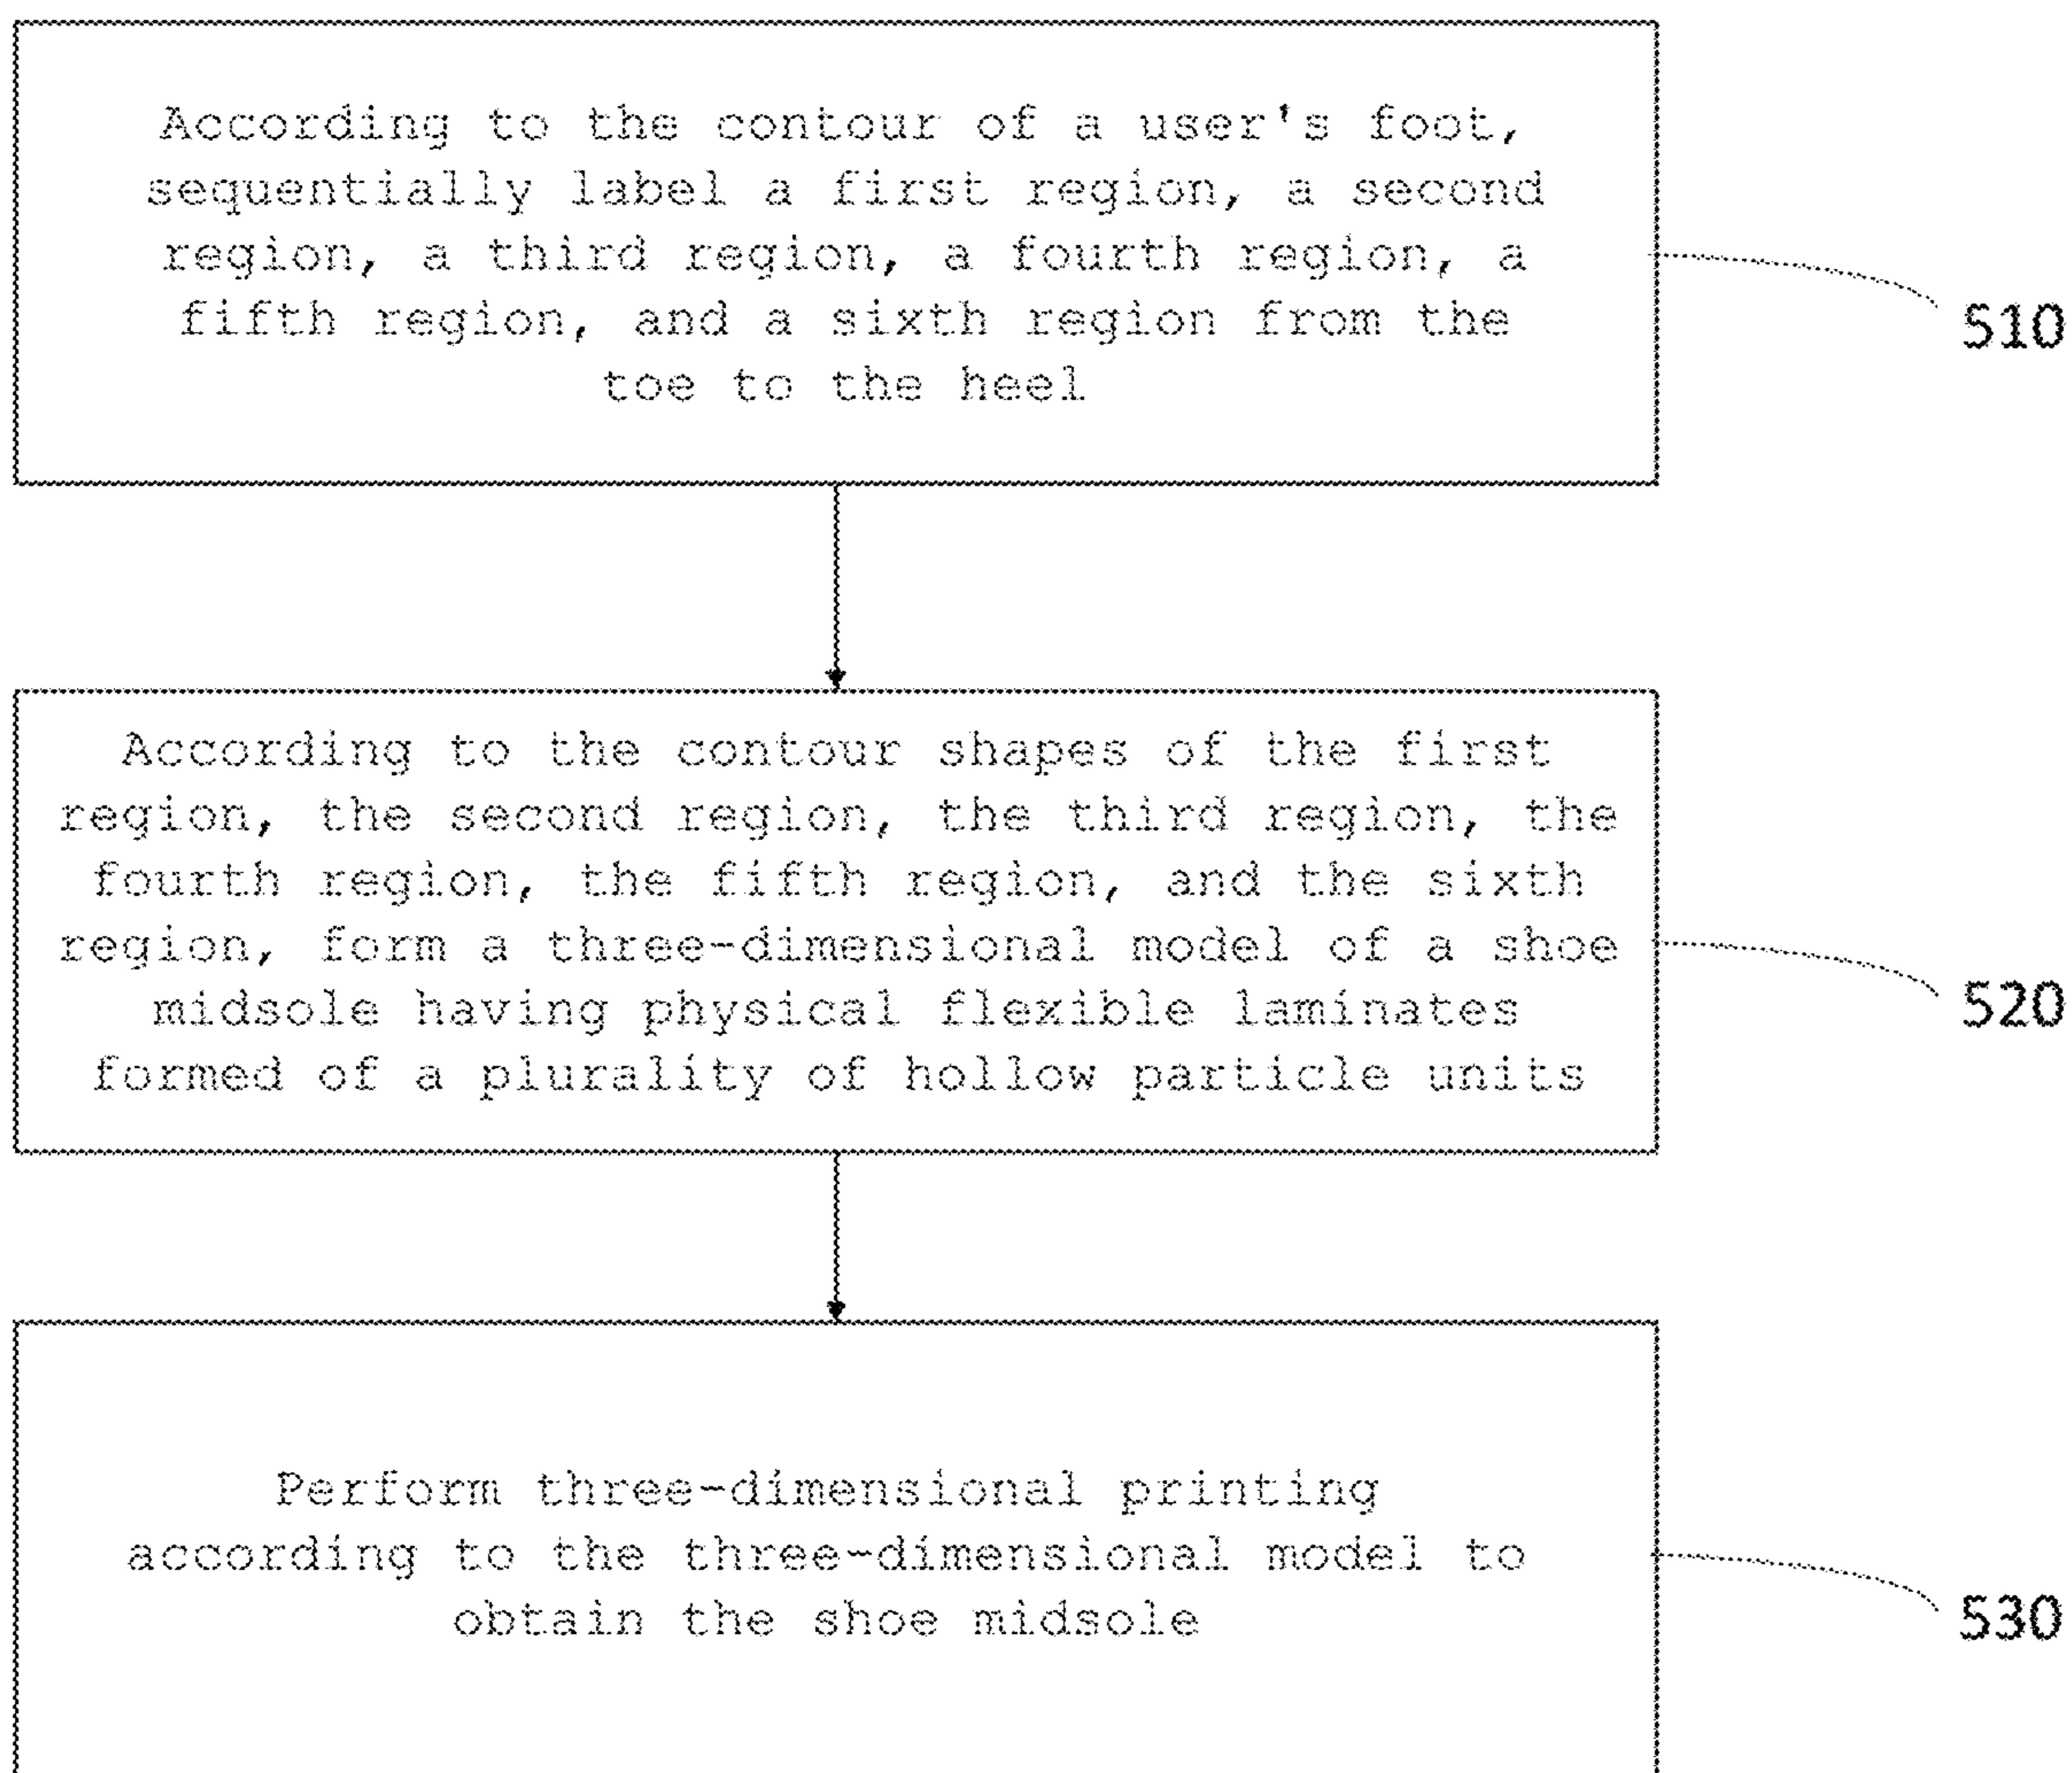 According to the contour of a user's foot,
sequentially label a first region, a second
region, a third region, a fourth region, a
fifth region, and a sixth region from the
toe to the heel
510
According to the contour shapes of the first
region, the second region, the third region, the
fourth region, the fifth region, and the sixth
region, form a three-dimensional model of a shoe
midsole having physical flexible laminates
formed of a plurality of hollow particle units
520
Perform three-dimensional printing
according to the three-dimensional model to
obtain the shoe midsole
530